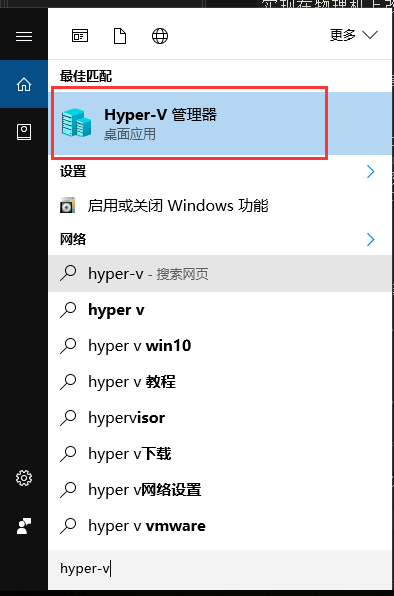 更多
最佳匹配
Hyper-V 管理器
桌面应用
设置
启用或关闭 Windows 功能
网络
hyper-v - 搜索网页
hyper v
hyper v win10
hyper v 教程
hypervisor
hyper v下载
hyper v网络设置
hyper v vmware
hyper-v